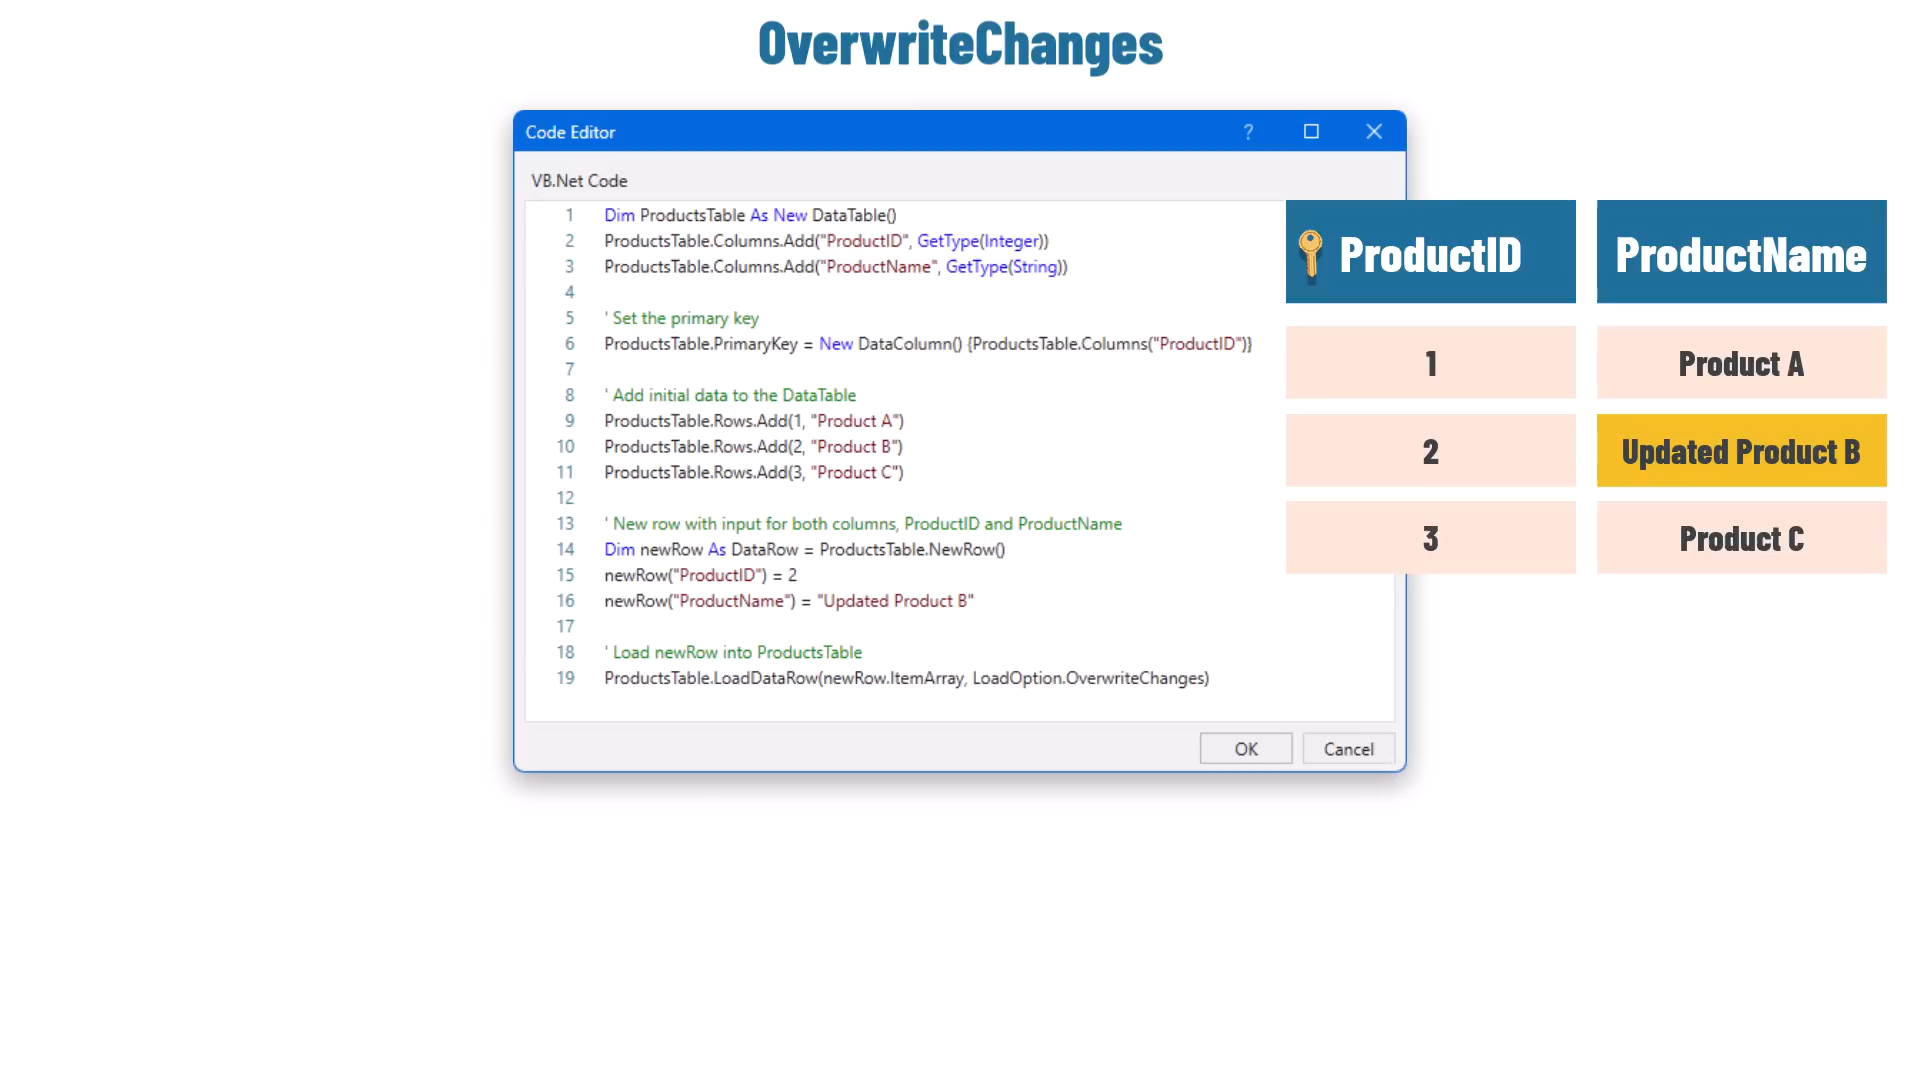 OverwriteChanges
Code Editor
?
VB.Net Code
1 Dim ProductsTable As New DataTable()
2 ProductsTable.Columns.Add("ProductID", GetType(Integer))
3 ProductsTable.Columns.Add("ProductName", GetType(String))
4
5 ' Set the primary key
6 ProductsTable.PrimaryKey = New DataColumn() {ProductsTable.Columns("ProductID")}
7
8 ' Add initial data to the DataTable
9 ProductsTable.Rows.Add(1, "Product A")
10 ProductsTable.Rows.Add(2, "Product B")
11 ProductsTable.Rows.Add(3, "Product C")
12
13 ' New row with input for both columns, ProductID and ProductName
14 Dim newRow As DataRow = ProductsTable.NewRow()
15 newRow("ProductID") = 2
16 newRow("ProductName") = "Updated Product B"
17
18 ' Load newRow into ProductsTable
19 ProductsTable.LoadDataRow(newRow.ItemArray, LoadOption.OverwriteChanges)
OK Cancel
ProductID ProductName
1 Product A
2 Updated Product B
3 Product C